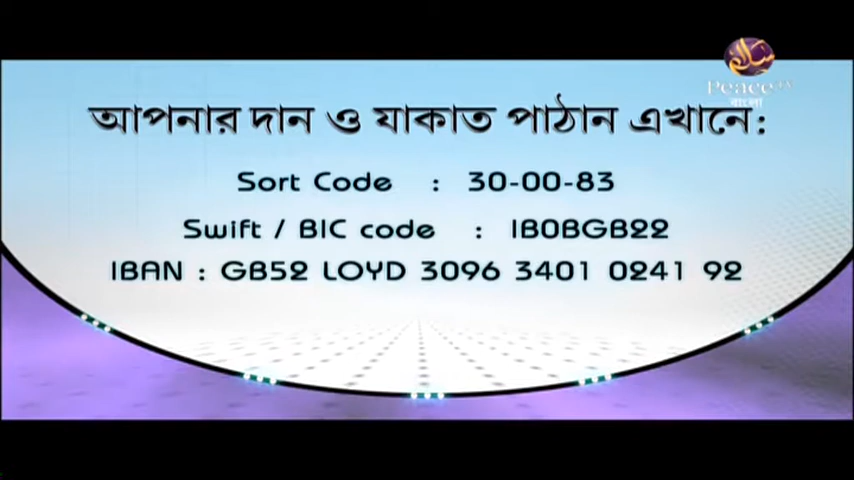 Peace TV
বাংলা
আপনার দান ও যাকাত পাঠান এখানে:
Sort Code : 30-00-83
Swift / BIC code : IBOBGB22
IBAN : GB52 LOYD 3096 3401 0241 92